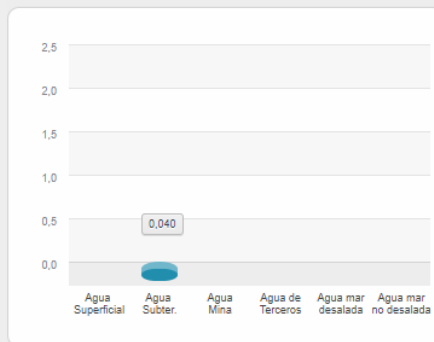 2,5
2,0
1,5
1,0
0,5
0,040
0,0
Agua Superficial
Agua Subter.
Agua Mina
Agua de Terceros
Agua mar desalada
Agua mar no desalada